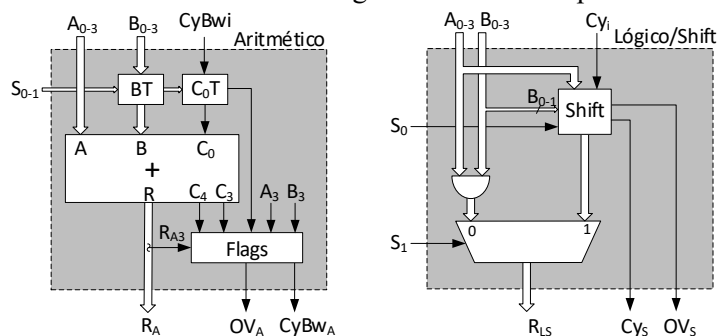 A0-3 B0-3 CyBwi
Aritmético
S0-1
BT
C0T
A B C0
+
R
C4 C3 A3 B3
RA3
Flags
RA OVA CyBwA
A0-3 B0-3 Cyi
Lógico/Shift
B0-1
Shift
S0
0 1
S1
RLS CyS OVS